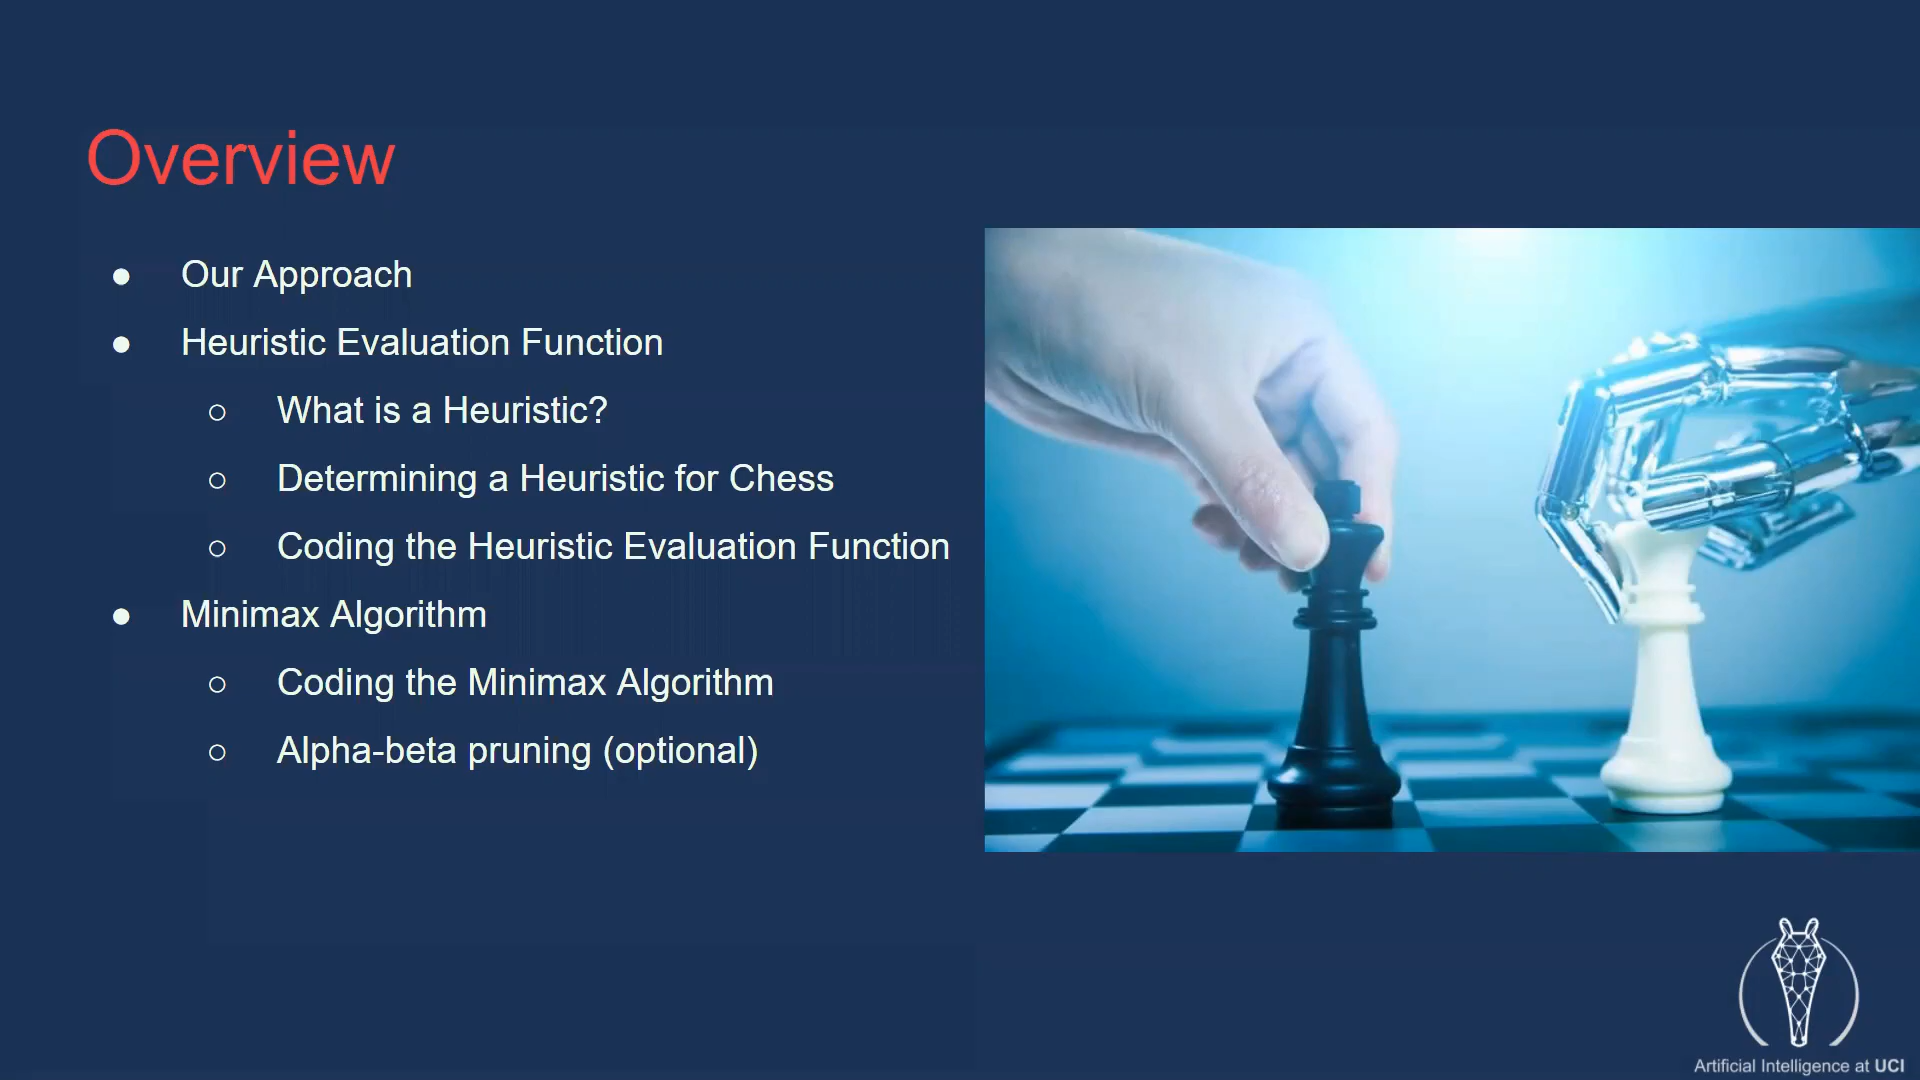 Overview
● Our Approach
● Heuristic Evaluation Function
○ What is a Heuristic?
○ Determining a Heuristic for Chess
○ Coding the Heuristic Evaluation Function
● Minimax Algorithm
○ Coding the Minimax Algorithm
○ Alpha-beta pruning (optional)
Artificial Intelligence at UCI